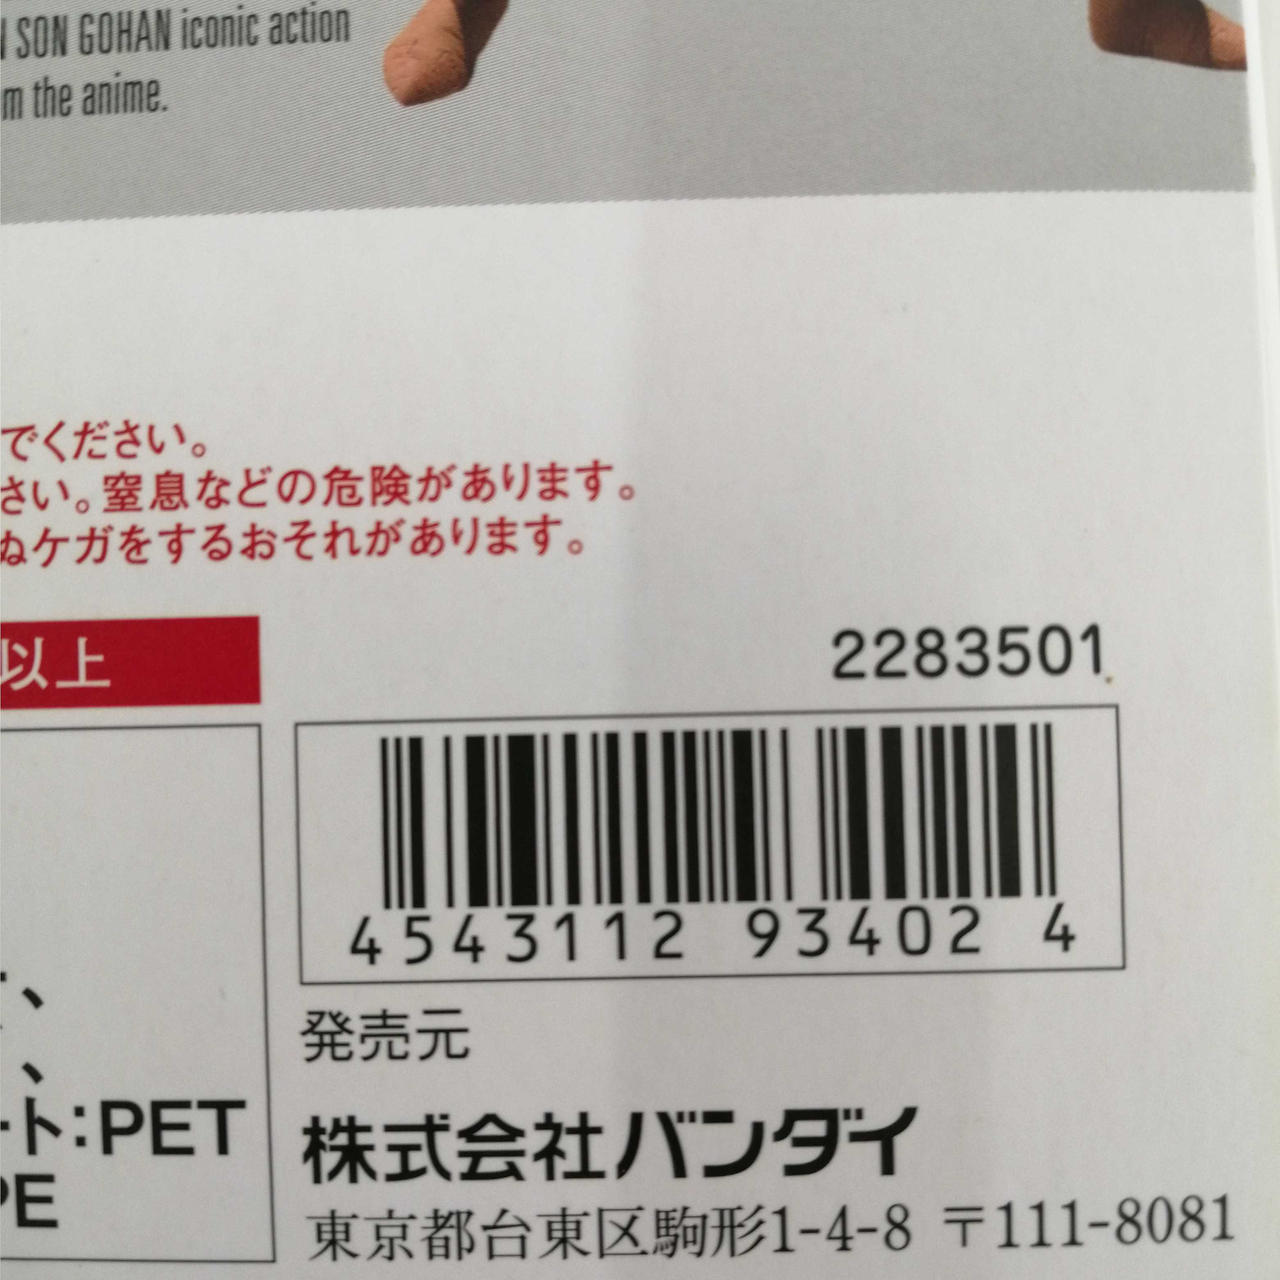 SON GOHAN iconic action
m the anime.
でください。
さい。窒息などの危険があります。
ぬケガをするおそれがあります。
以上
2283501
4543112 93402 4
発売元
、
、
ート:PET
PE
株式会社バンダイ
東京都台東区駒形1-4-8 〒111-8081